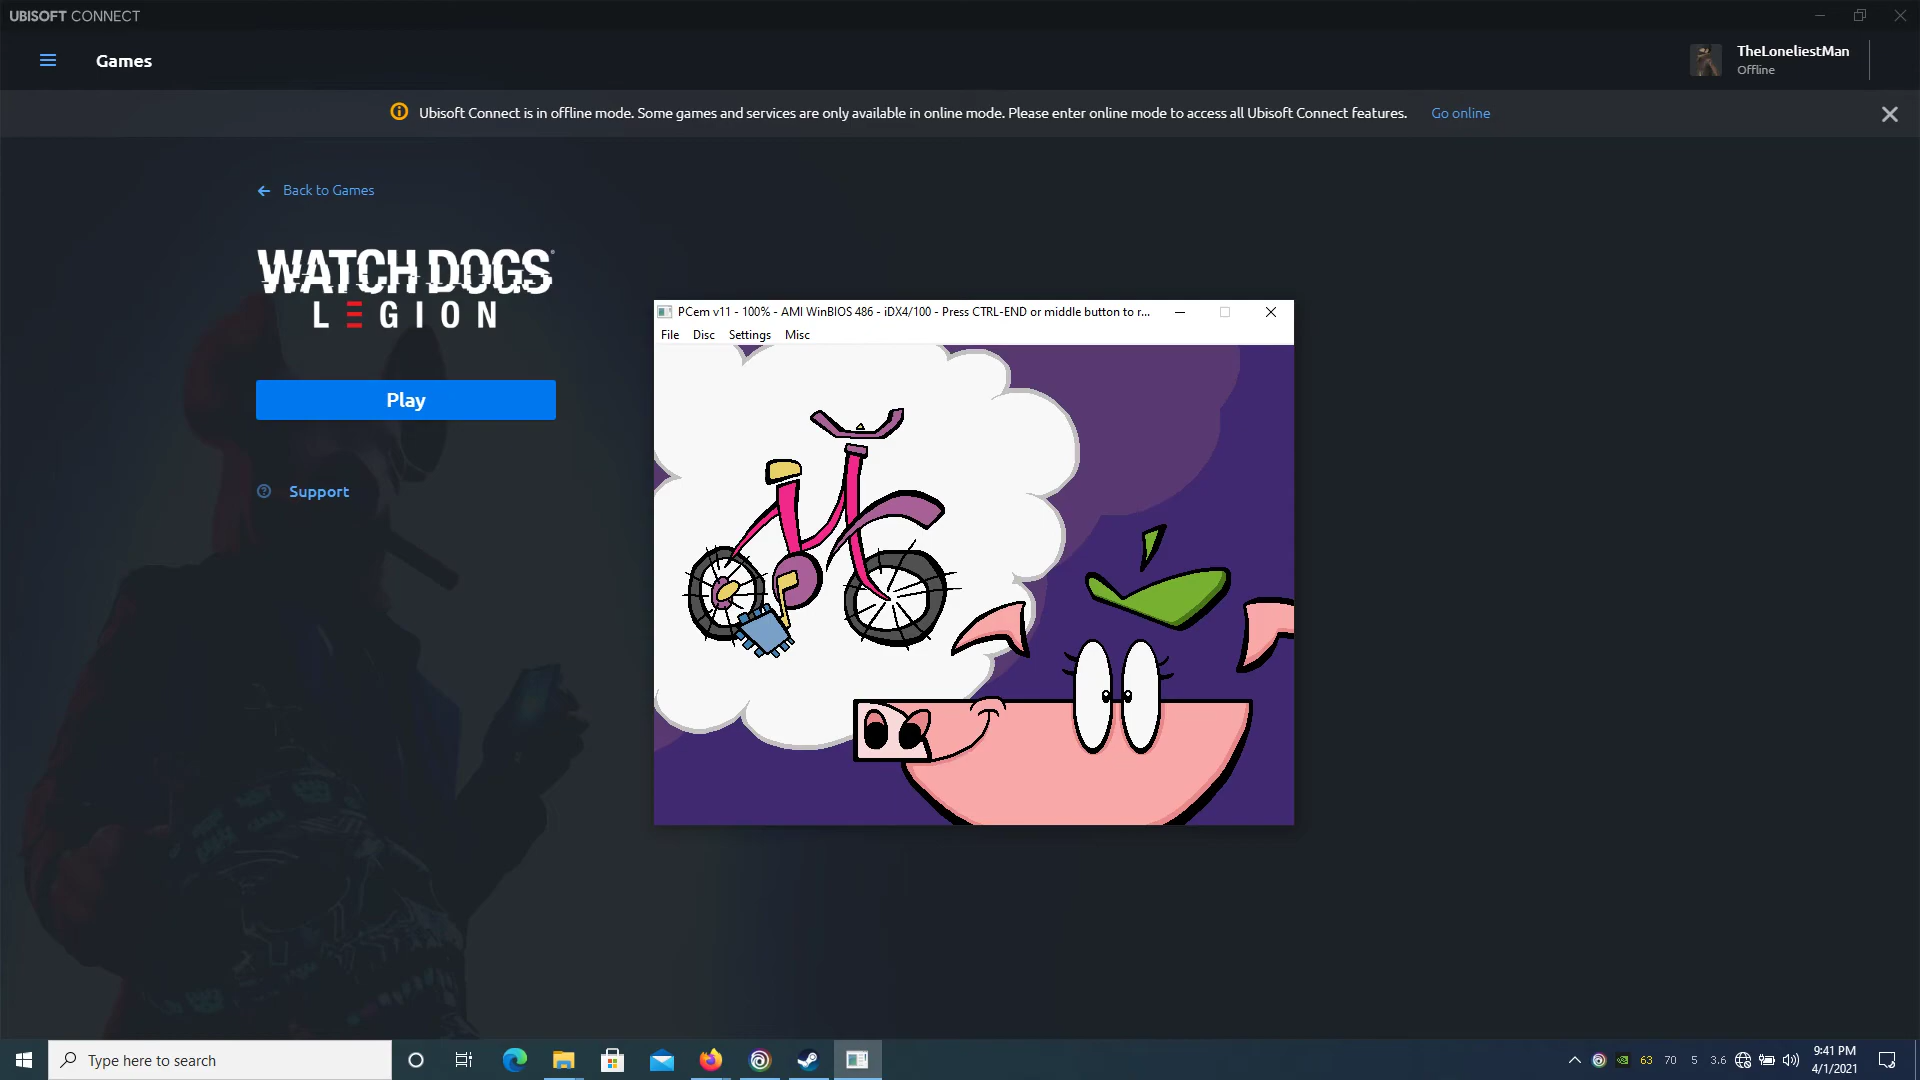 UBISOFT CONNECT
Games
TheLoneliestMan
Offline
Ubisoft Connect is in offline mode. Some games and services are only available in online mode. Please enter online mode to access all Ubisoft Connect features. Go online
Back to Games
WATCH DOGS
LEGION
Play
Support
PCem v11 - 100% - AMI WinBIOS 486 - iDX4/100 - Press CTRL-END or middle button to r...
File Disc Settings Misc
Type here to search
63 70 5 3.6
9:41 PM
4/1/2021